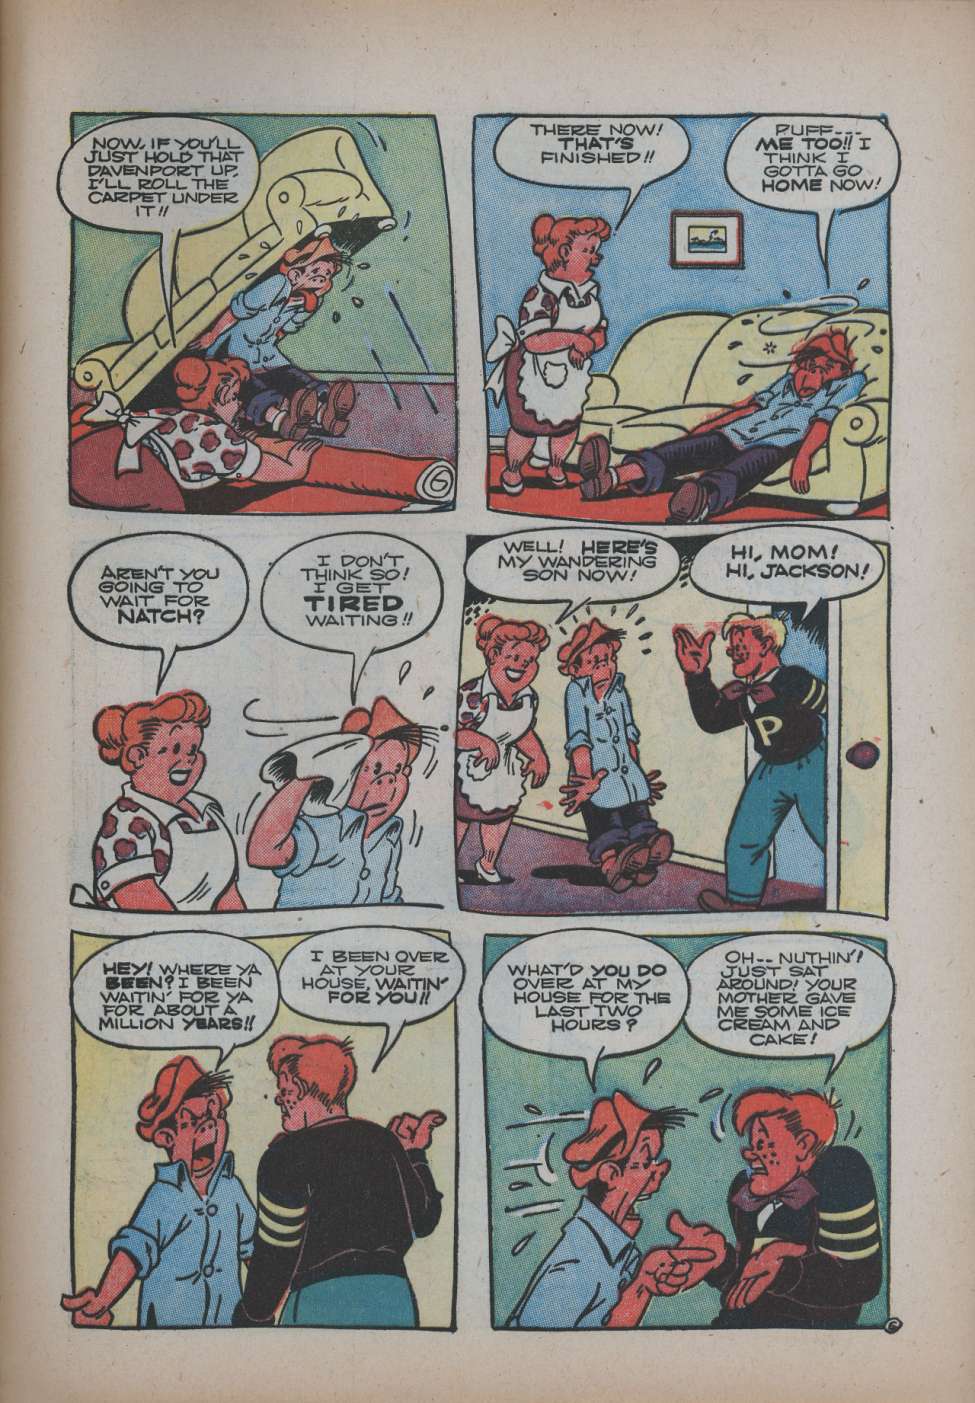 NOW, IF YOU'LL
JUST HOLD THAT
DAVENPORT UP,
I'LL ROLL THE
CARPET UNDER
IT!!
THERE NOW!
THAT'S
FINISHED!!
PUFF---
ME TOO!! I
THINK I
GOTTA GO
HOME NOW!
AREN'T YOU
GOING TO
WAIT FOR
NATCH?
I DON'T
THINK SO!
I GET
TIRED
WAITING!!
WELL! HERE'S
MY WANDERING
SON NOW!
HI, MOM!
HI, JACKSON!
P
HEY! WHERE YA
BEEN? I BEEN
WAITIN' FOR YA
FOR ABOUT A
MILLION YEARS!!
I BEEN OVER
AT YOUR
HOUSE, WAITIN'
FOR YOU!!
WHAT'D YOU DO
OVER AT MY
HOUSE FOR THE
LAST TWO
HOURS?
OH-- NUTHIN'!
JUST SAT
AROUND! YOUR
MOTHER GAVE
ME SOME ICE
CREAM AND
CAKE!
6